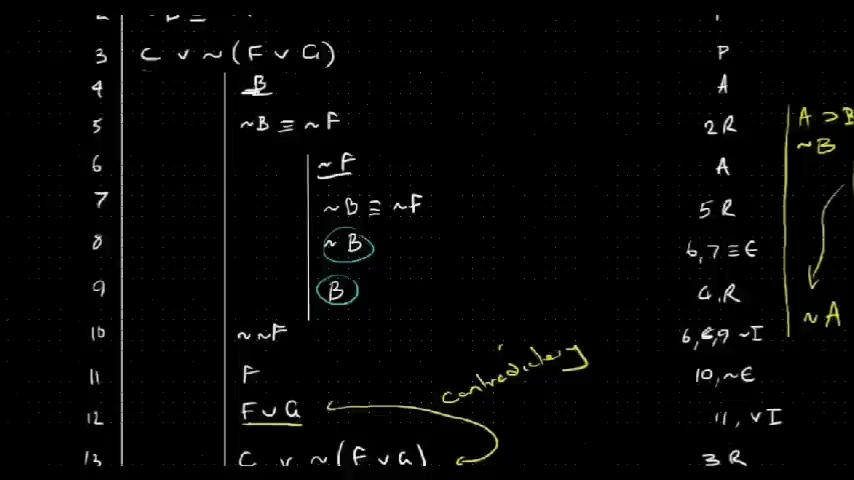 3 C ∨ ~(F ∨ G) P
4 B A
5 ~B ≡ ~F 2R
6 ~F A
7 ~B ≡ ~F 5R
8 ~B 6,7 ≡E
9 B 4,R
10 ~~F 6,8,9 ~I
11 F 10,~E
12 F ∨ G 11, ∨I
13 C ∨ ~(F ∨ G) 3R
contradictory
A ⊃ B
~B
~A